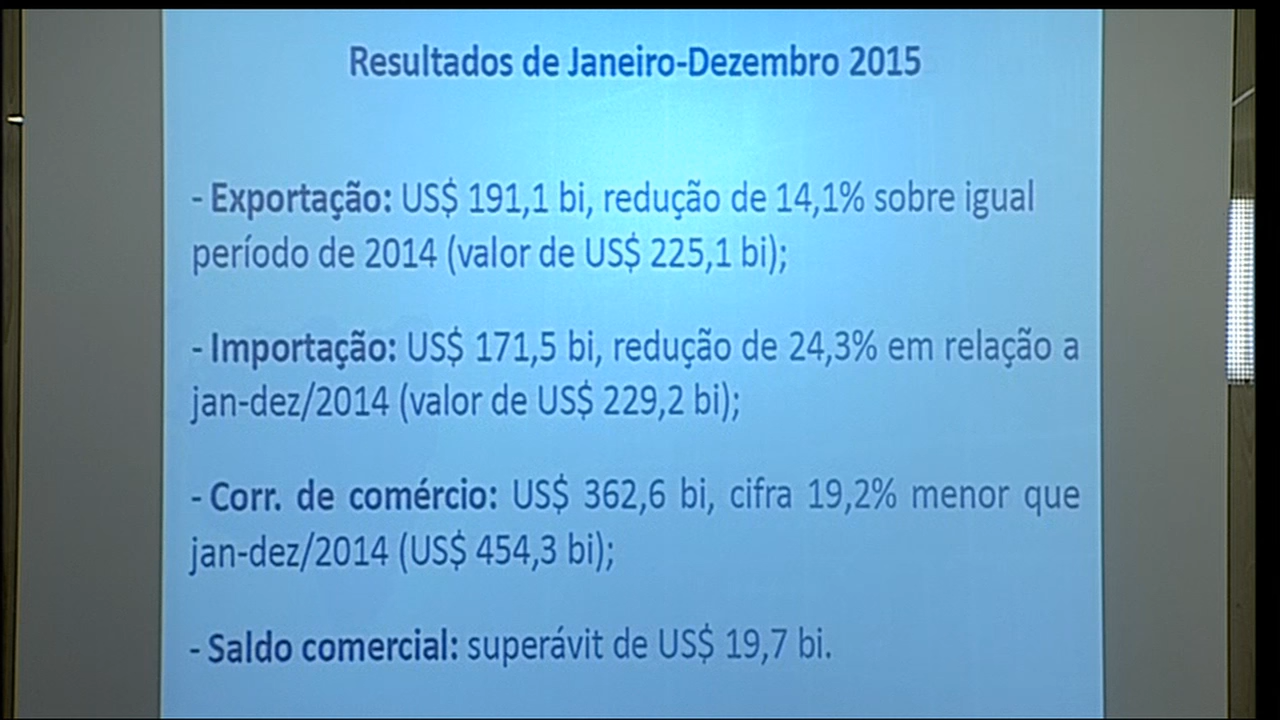 Resultados de Janeiro-Dezembro 2015
- Exportação: US$ 191,1 bi, redução de 14,1% sobre igual
período de 2014 (valor de US$ 225,1 bi);
- Importação: US$ 171,5 bi, redução de 24,3% em relação a
jan-dez/2014 (valor de US$ 229,2 bi);
- Corr. de comércio: US$ 362,6 bi, cifra 19,2% menor que
jan-dez/2014 (US$ 454,3 bi);
- Saldo comercial: superávit de US$ 19,7 bi.